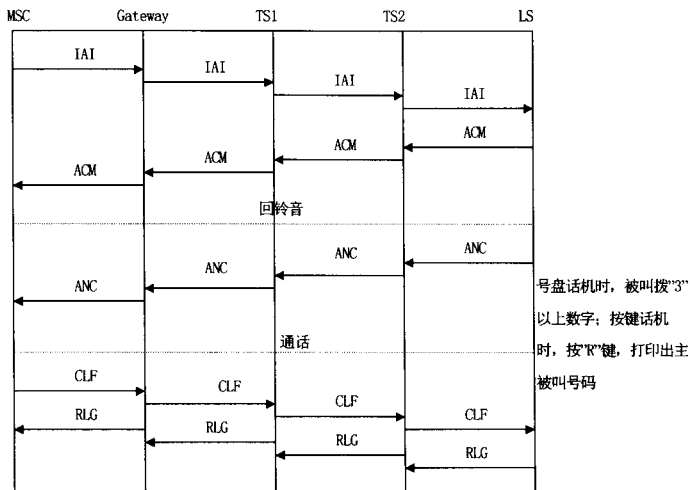 MSC Gateway TS1 TS2 LS
IAI
IAI
IAI
IAI
ACM
ACM
ACM
ACM
回铃音
ANC
ANC
ANC
ANC
号盘话机时，被叫拨"3"
以上数字；按键话机
时，按"R"键，打印出主
被叫号码
通话
CLF
CLF
CLF
CLF
RLG
RLG
RLG
RLG